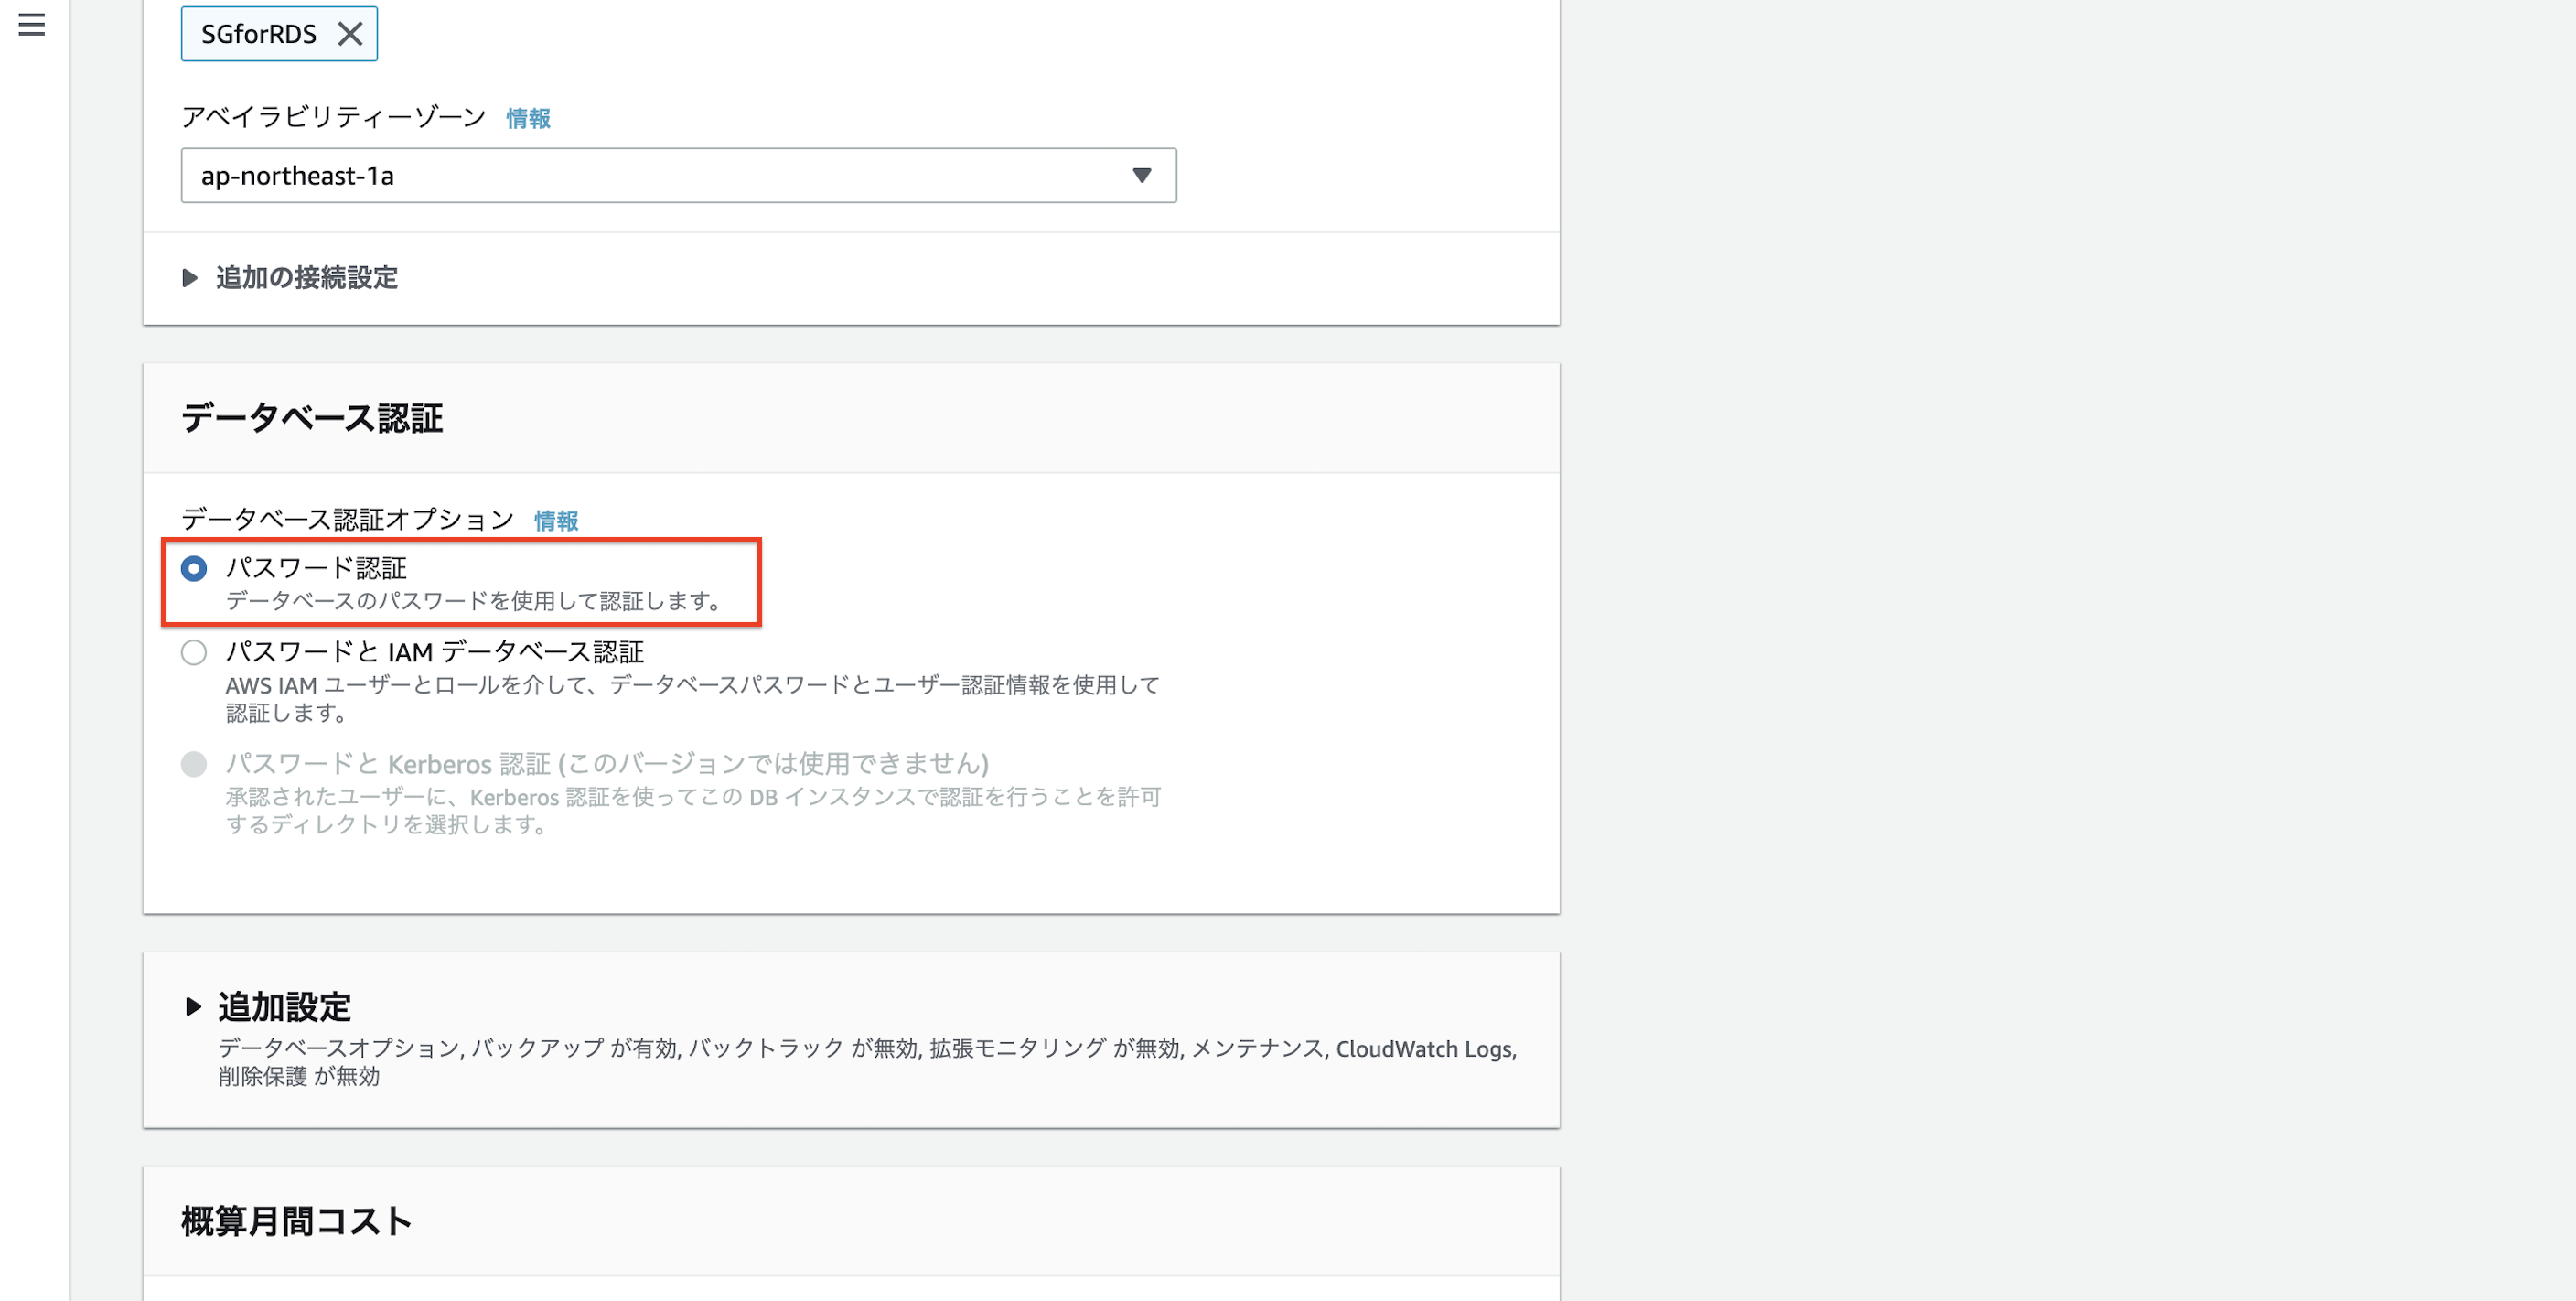 SGforRDS
アベイラビリティーゾーン 情報
ap-northeast-1a
追加の接続設定
データベース認証
データベース認証オプション 情報
パスワード認証
データベースのパスワードを使用して認証します。
パスワードと IAM データベース認証
AWS IAM ユーザーとロールを介して、データベースパスワードとユーザー認証情報を使用して
認証します。
パスワードと Kerberos 認証 (このバージョンでは使用できません)
承認されたユーザーに、Kerberos 認証を使ってこの DB インスタンスで認証を行うことを許可
するディレクトリを選択します。
追加設定
データベースオプション, バックアップ が有効, バックトラック が無効, 拡張モニタリング が無効, メンテナンス, CloudWatch Logs,
削除保護 が無効
概算月間コスト